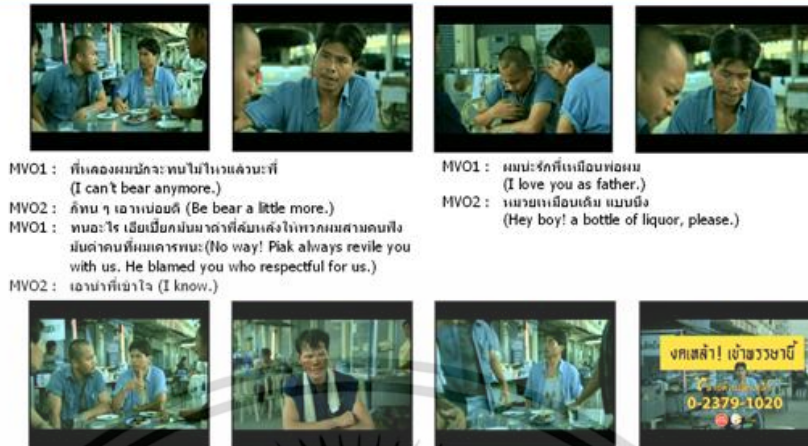 MVO1 : พี่หลองผมชักจะทนไม่ไหวแล้วนะพี่
(I can't bear anymore.)
MVO2 : ก็ทน ๆ เอาหน่อยดิ (Be bear a little more.)
MVO1 : ทนอะไร เฮียเปี๊ยกมันมาด่าพี่ลับหลังให้พวกผมสามคนฟัง
มันด่าคนที่ผมเคารพนะ(No way! Piak always revile you
with us. He blamed you who respectful for us.)
MVO2 : เอาน่าพี่เข้าใจ (I know.)
MVO1 : ผมน่ะรักพี่เหมือนพ่อผม
(I love you as father.)
MVO2 : หมวยเหมือนเดิม แบนนึง
(Hey boy! a bottle of liquor, please.)
งดเหล้า! เข้าพรรษานี้
0-2379-1020